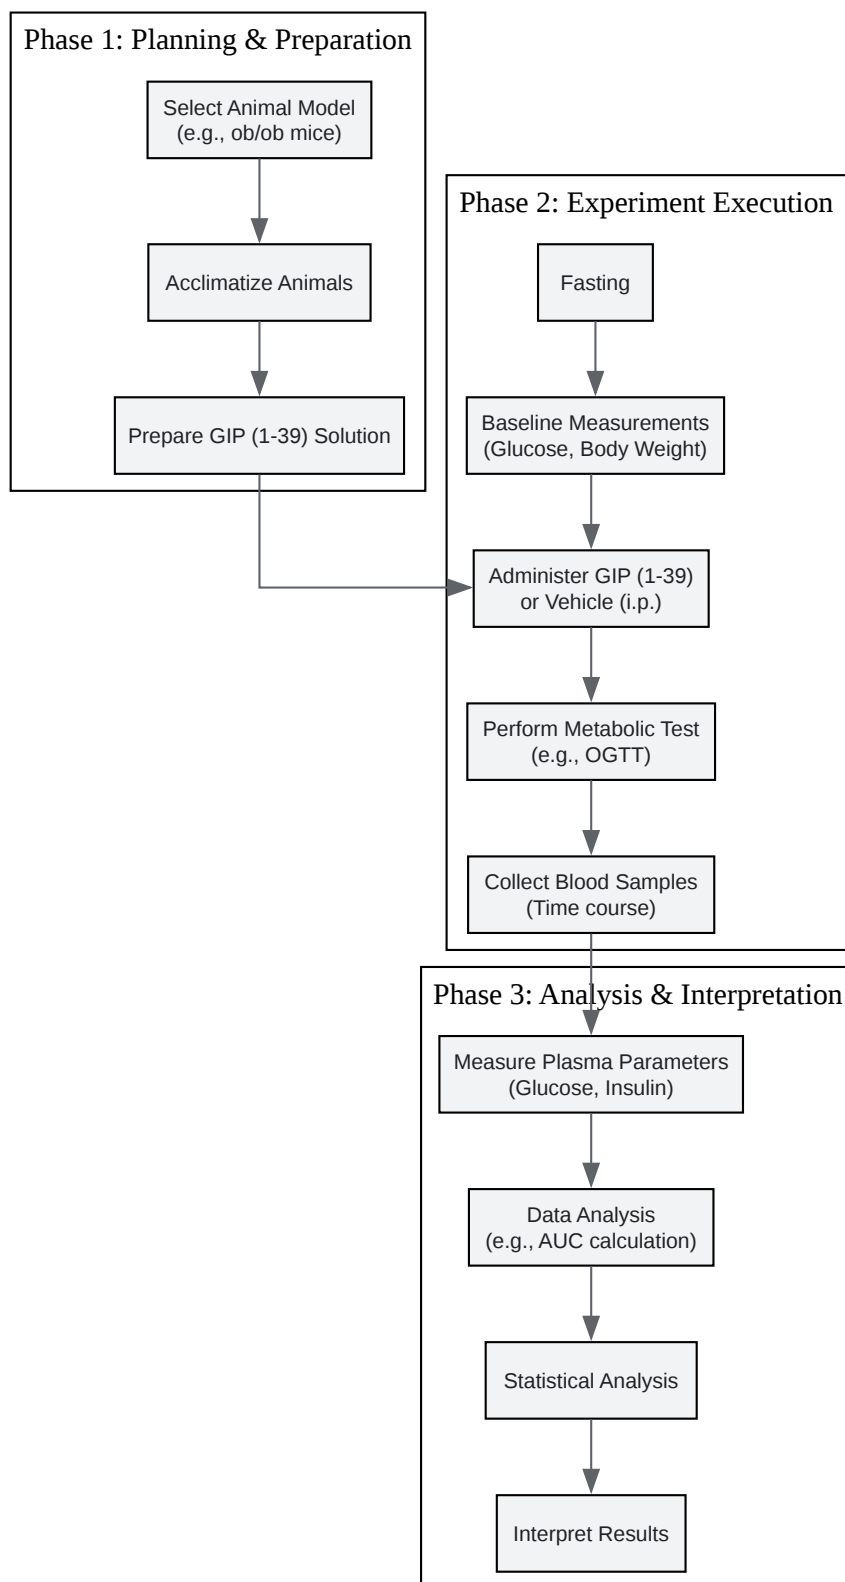 Phase 1: Planning & Preparation
Select Animal Model
(e.g., ob/ob mice)
Acclimatize Animals
Prepare GIP (1-39) Solution
Phase 2: Experiment Execution
Fasting
Baseline Measurements
(Glucose, Body Weight)
Administer GIP (1-39)
or Vehicle (i.p.)
Perform Metabolic Test
(e.g., OGTT)
Collect Blood Samples
(Time course)
Phase 3: Analysis & Interpretation
Measure Plasma Parameters
(Glucose, Insulin)
Data Analysis
(e.g., AUC calculation)
Statistical Analysis
Interpret Results